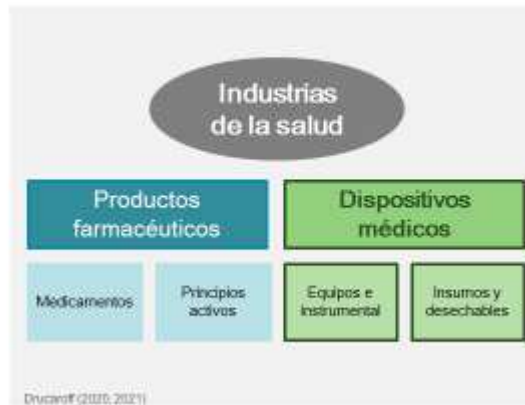 Industrias
de la salud
Productos
farmacéuticos
Dispositivos
médicos
Medicamentos
Principios
activos
Equipos e
Instrumental
Insumos y
desechables
Drucaroff (2020, 2021)